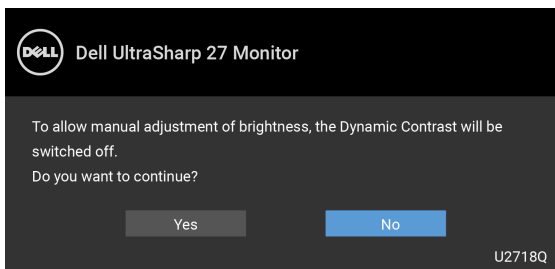 DELL Dell UltraSharp 27 Monitor
To allow manual adjustment of brightness, the Dynamic Contrast will be
switched off.
Do you want to continue?
Yes No
U2718Q